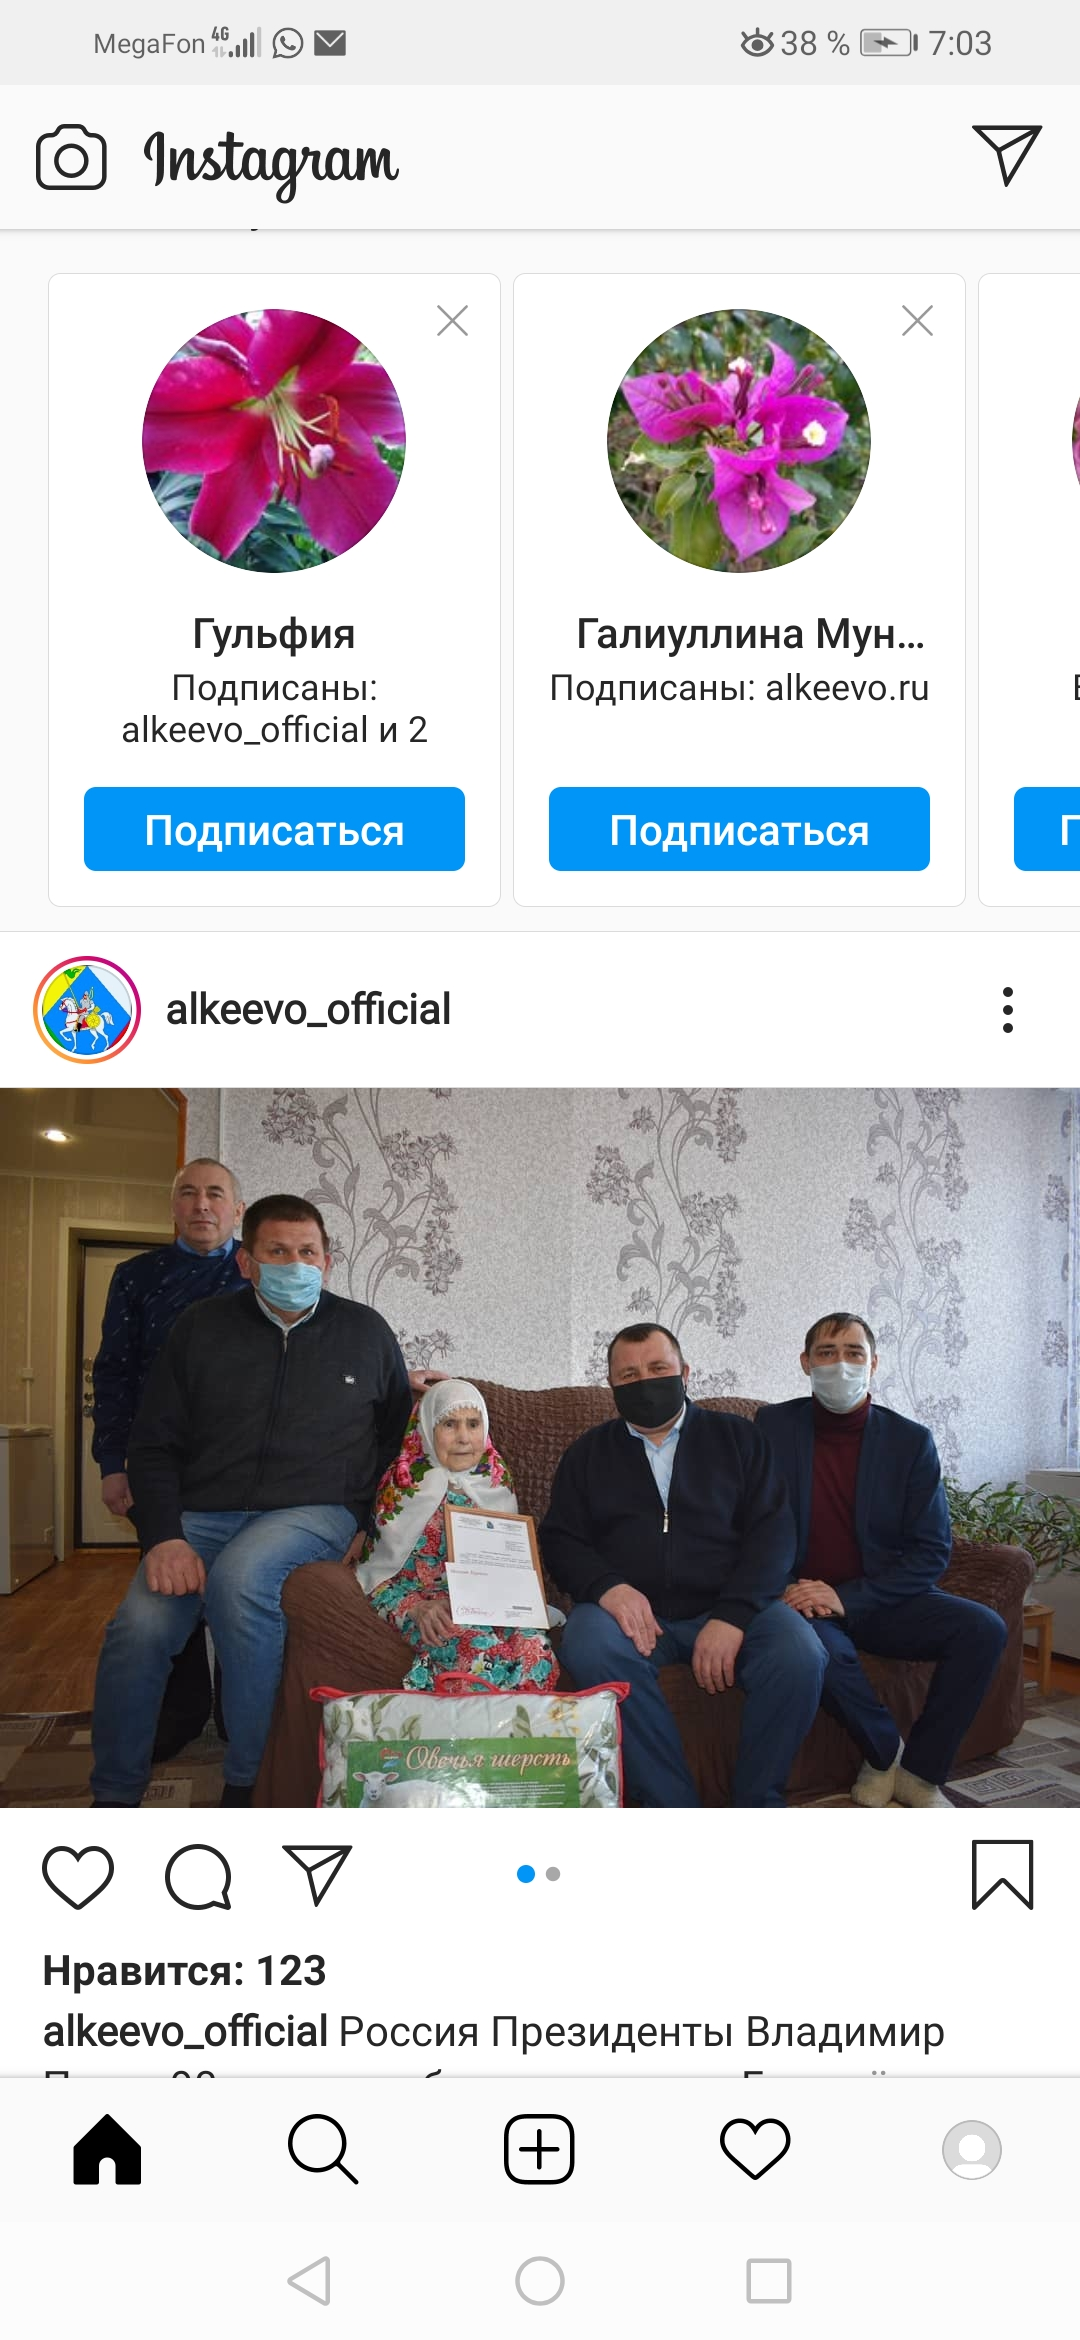 MegaFon 4G 38 % 7:03
Instagram
Гульфия
Подписаны:
alkeevo_official и 2
Подписаться
Галиуллина Мун...
Подписаны: alkeevo.ru
Подписаться
alkeevo_official
Овечья шерсть
Нравится: 123
alkeevo_official Россия Президенты Владимир